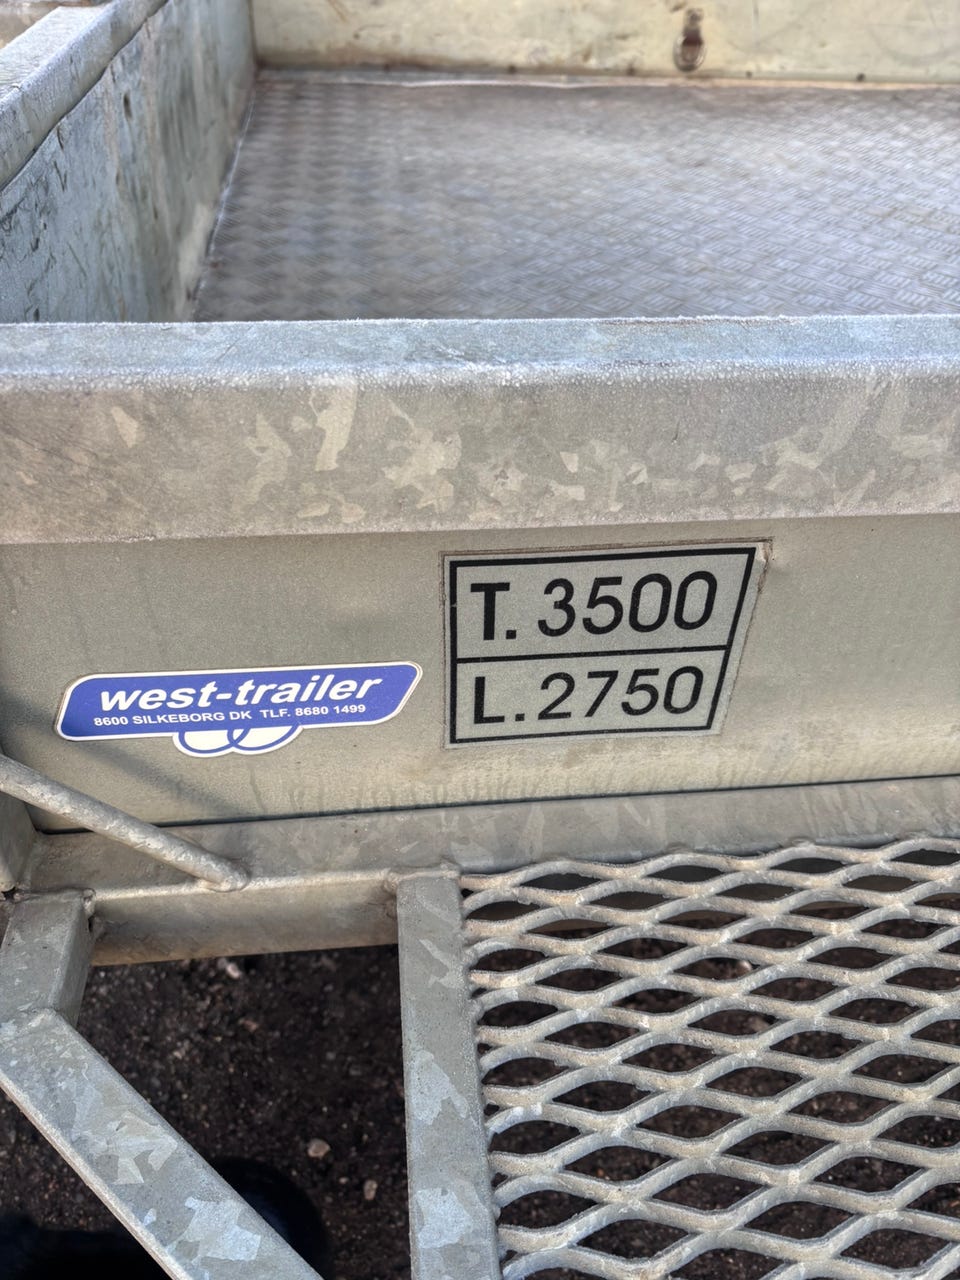 T. 3500
L. 2750
west-trailer
8600 SILKEBORG DK TLF. 8680 1499